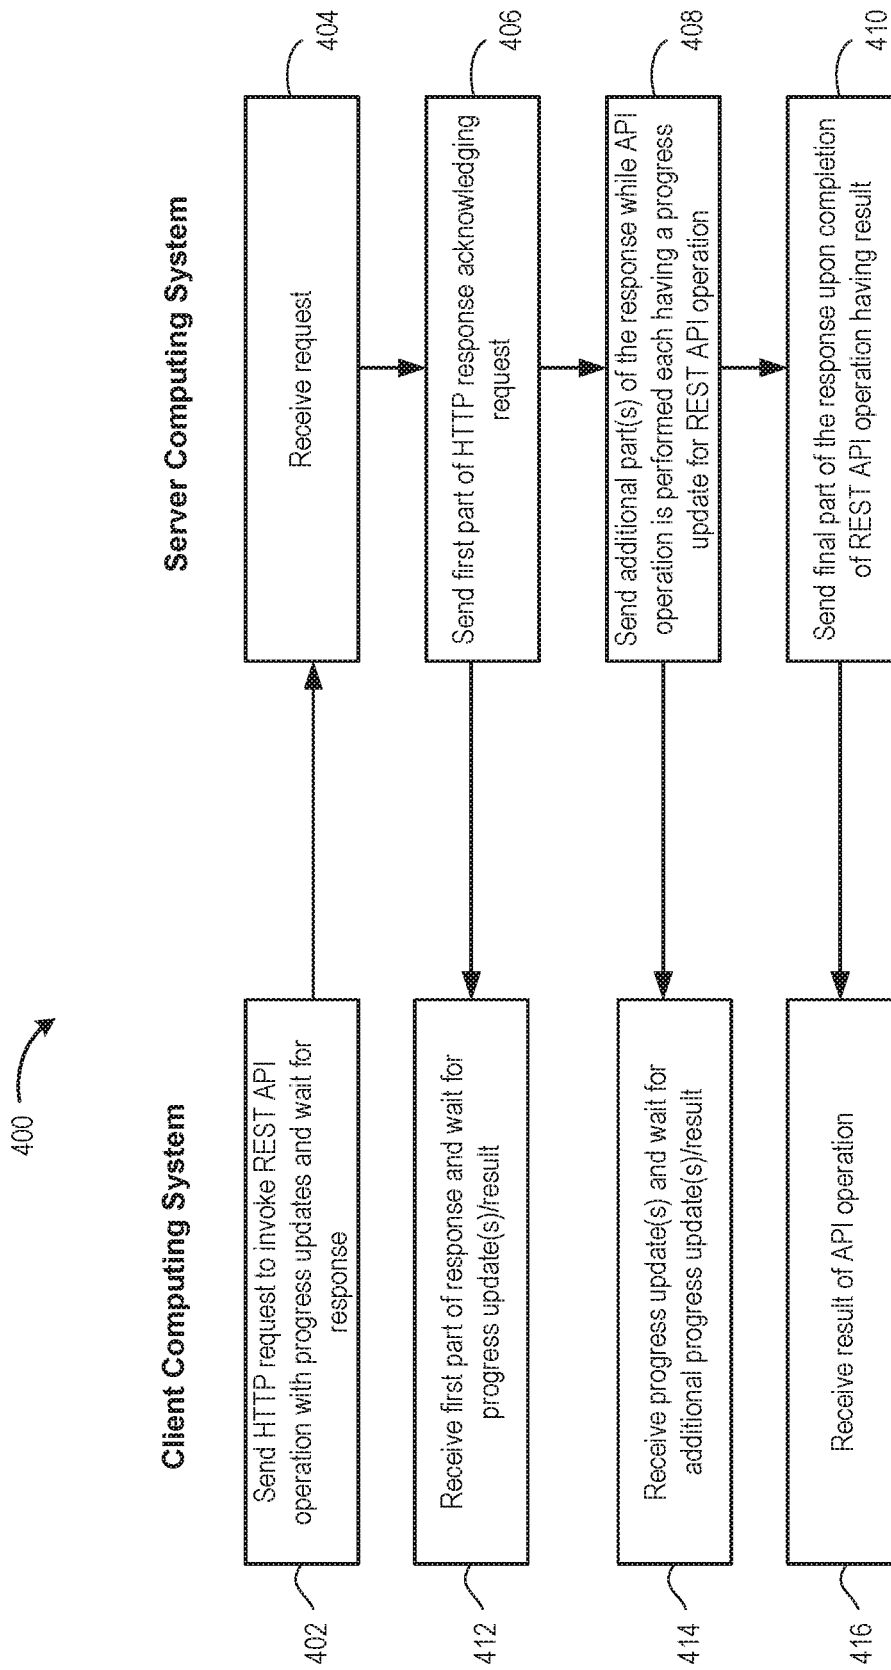 400
Client Computing System
Server Computing System
402
Send HTTP request to invoke REST API
operation with progress updates and wait for
response
Receive request
404
412
Receive first part of response and wait for
progress update(s)/result
Send first part of HTTP response acknowledging
request
406
414
Receive progress update(s) and wait for
additional progress update(s)/result
Send additional part(s) of the response while API
operation is performed each having a progress
update for REST API operation
408
416
Receive result of API operation
Send final part of the response upon completion
of REST API operation having result
410